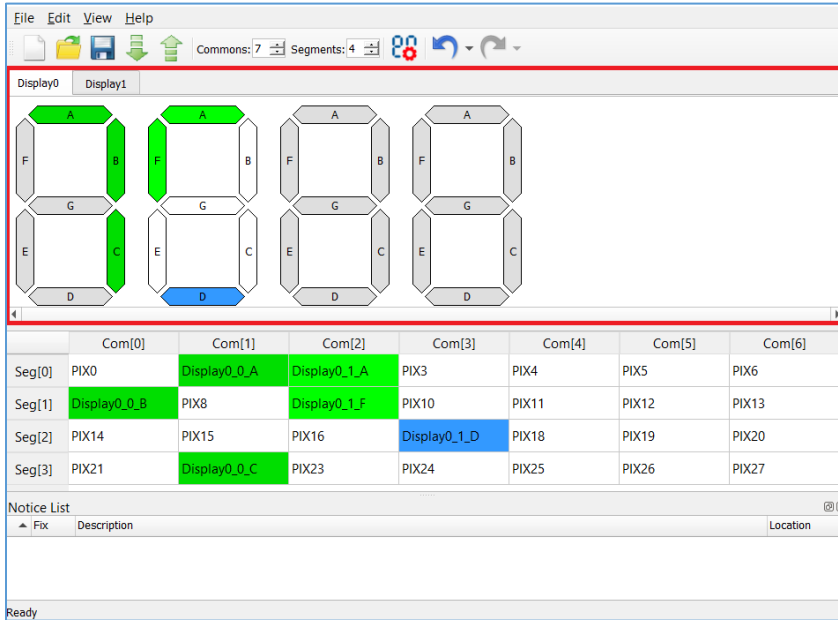 File Edit View Help
Commons: 7 Segments: 4
Display0 Display1
A A A A
F B F B F B F B
G G G G
E C E C E C E C
D D D D
Com[0] Com[1] Com[2] Com[3] Com[4] Com[5] Com[6]
Seg[0] PIX0 Display0_0_A Display0_1_A PIX3 PIX4 PIX5 PIX6
Seg[1] Display0_0_B PIX8 Display0_1_F PIX10 PIX11 PIX12 PIX13
Seg[2] PIX14 PIX15 PIX16 Display0_1_D PIX18 PIX19 PIX20
Seg[3] PIX21 Display0_0_C PIX23 PIX24 PIX25 PIX26 PIX27
Notice List
Fix Description Location
Ready